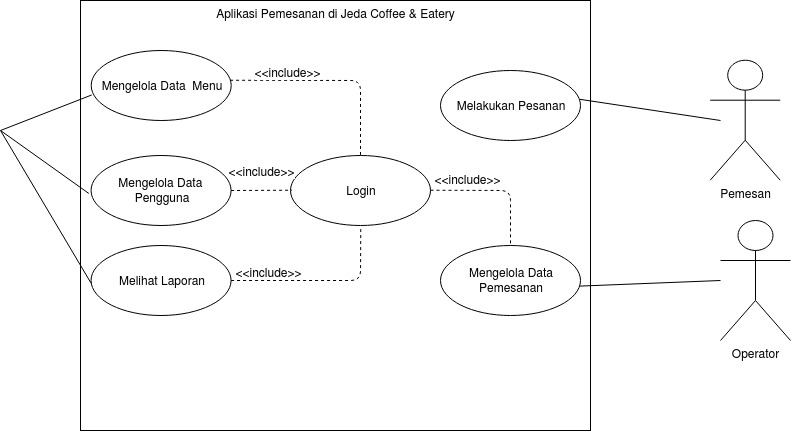 Aplikasi Pemesanan di Jeda Coffee & Eatery
<<include>>
Mengelola Data  Menu
Melakukan Pesanan
<<include>>
<<include>>
Mengelola Data
Pengguna
Login
Pemesan
<<include>>
Melihat Laporan
Mengelola Data
Pemesanan
Operator